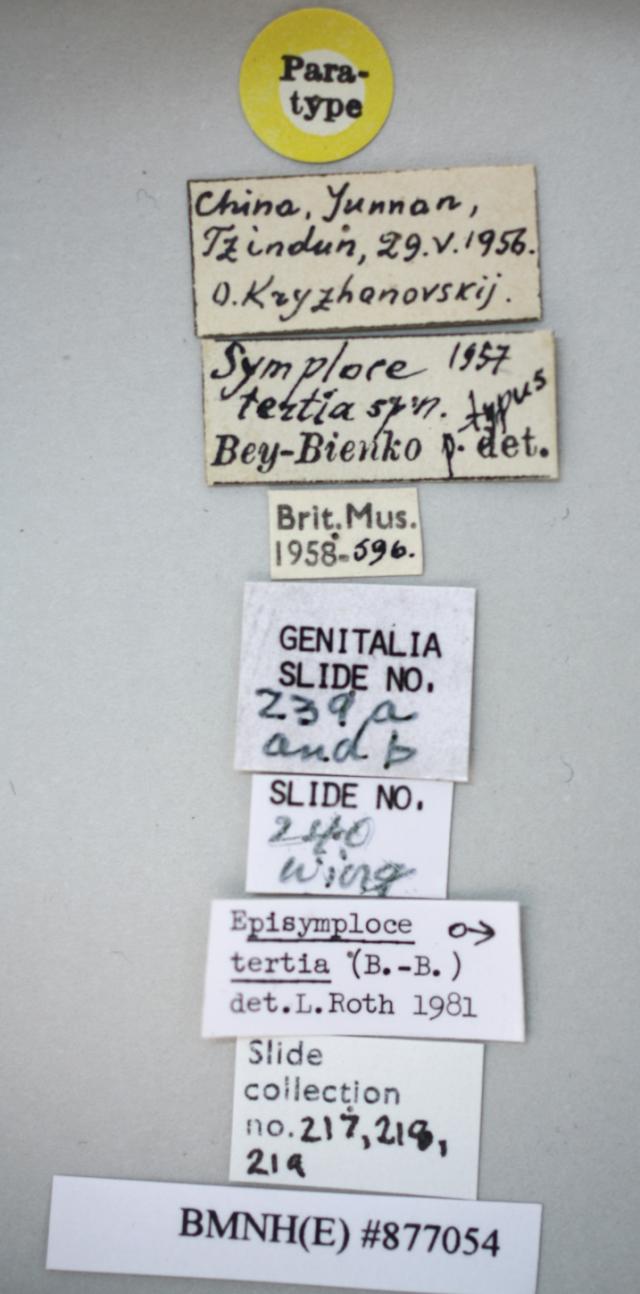 Para-
type
China, Yunnan,
Tzindun, 29.V.1956.
O.Kryzhanovskij.
Symploce 1957
tertia sp.n. typus
Bey-Bienko p. det.
Brit.Mus.
1958-596.
GENITALIA
SLIDE NO.
239 a
and b
SLIDE NO.
240
wing
Episymploce ♂
tertia (B.-B.)
det.L.Roth 1981
Slide
collection
no.217,218,
219
BMNH(E) #877054